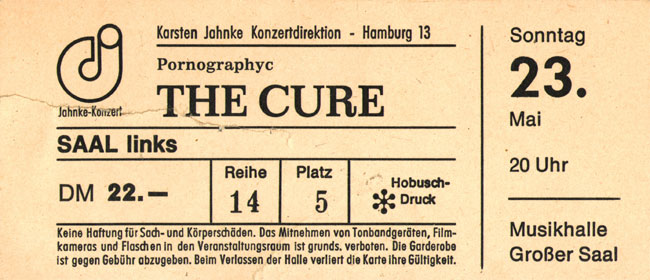 Karsten Jahnke Konzertdirektion - Hamburg 13
Pornographyc
THE CURE
Jahnke-Konzert
SAAL links
DM 22.—
Reihe
14
Platz
5
Hobusch-
Druck
Keine Haftung für Sach- und Körperschäden. Das Mitnehmen von Tonbandgeräten, Film-
kameras und Flaschen in den Veranstaltungsraum ist grunds. verboten. Die Garderobe
ist gegen Gebühr abzugeben. Beim Verlassen der Halle verliert die Karte ihre Gültigkeit.
Sonntag
23.
Mai
20 Uhr
Musikhalle
Großer Saal